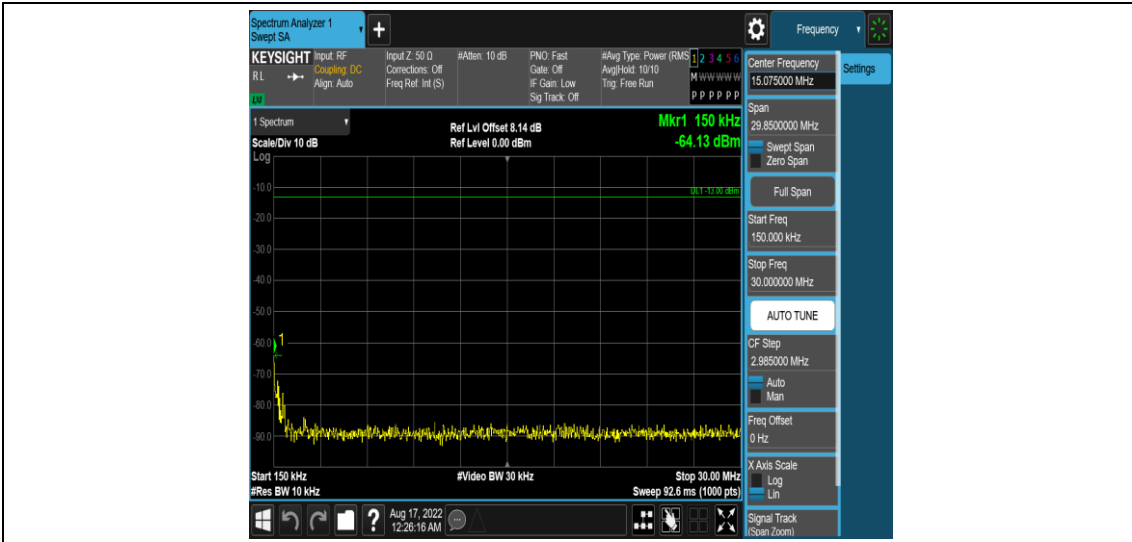 Spectrum Analyzer 1
Swept SA
+
Frequency
KEYSIGHT
RL
LXI
Input: RF
Coupling: DC
Align: Auto
Input Z: 50 Ω
Corrections: Off
Freq Ref: Int (S)
#Atten: 10 dB
PNO: Fast
Gate: Off
IF Gain: Low
Sig Track: Off
#Avg Type: Power (RMS
Avg|Hold: 10/10
Trig: Free Run
1 2 3 4 5 6
M W W W W W
P P P P P P
1 Spectrum
Scale/Div 10 dB
Log
Ref Lvl Offset 8.14 dB
Ref Level 0.00 dBm
Mkr1 150 kHz
-64.13 dBm
DL1 -13.00 dBm
-10.0
-20.0
-30.0
-40.0
-50.0
-60.0
-70.0
-80.0
-90.0
1
Start 150 kHz
#Res BW 10 kHz
#Video BW 30 kHz
Stop 30.00 MHz
Sweep 92.6 ms (1000 pts)
Aug 17, 2022
12:26:16 AM
?
Center Frequency
15.075000 MHz
Settings
Span
29.8500000 MHz
Swept Span
Zero Span
Full Span
Start Freq
150.000 kHz
Stop Freq
30.000000 MHz
AUTO TUNE
CF Step
2.985000 MHz
Auto
Man
Freq Offset
0 Hz
X Axis Scale
Log
Lin
Signal Track
(Span Zoom)